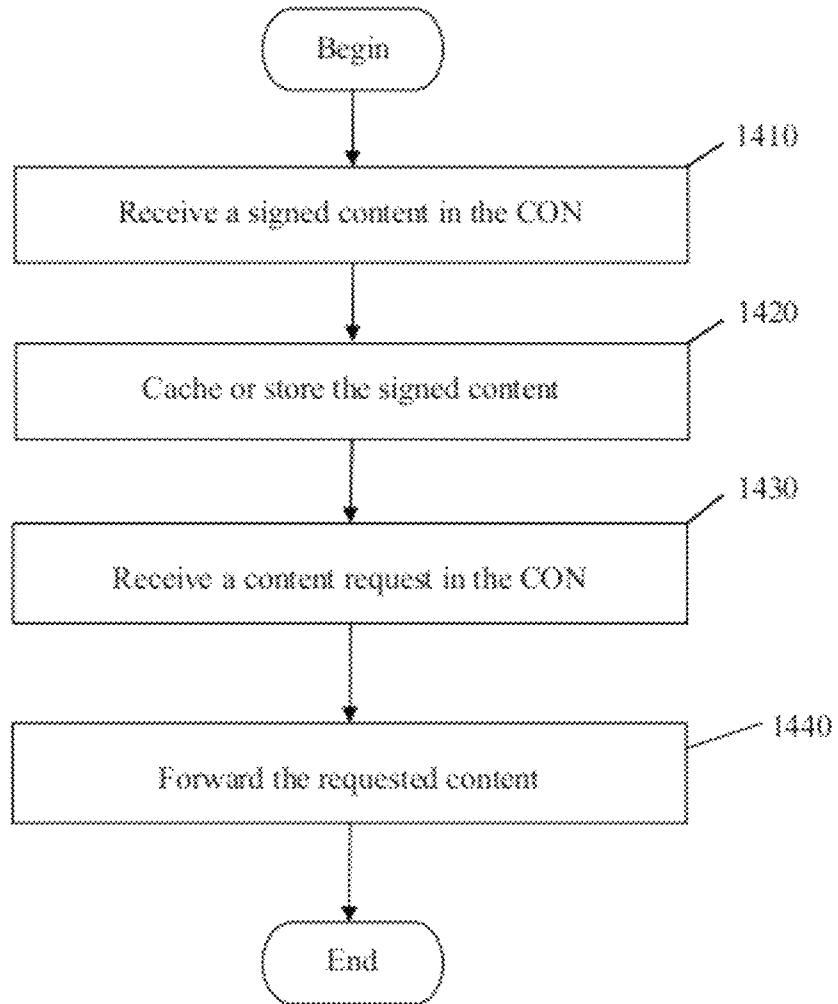 Begin
1410
Receive a signed content in the CON
1420
Cache or store the signed content
1430
Receive a content request in the CON
1440
Forward the requested content
End